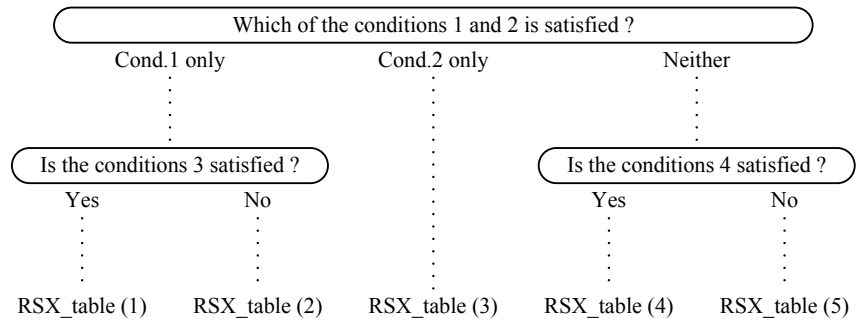 Which of the conditions 1 and 2 is satisfied ?
Cond.1 only
Cond.2 only
Neither
Is the conditions 3 satisfied ?
Is the conditions 4 satisfied ?
Yes
No
Yes
No
RSX_table (1)
RSX_table (2)
RSX_table (3)
RSX_table (4)
RSX_table (5)